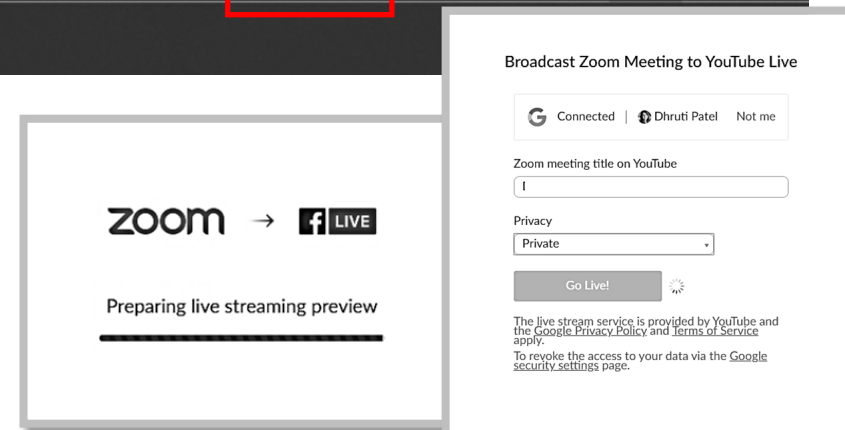 zoom → f LIVE
Preparing live streaming preview
Broadcast Zoom Meeting to YouTube Live
G Connected | Dhruti Patel Not me
Zoom meeting title on YouTube
Privacy
Private
Go Live!
The live stream service is provided by YouTube and
the Google Privacy Policy and Terms of Service
apply.
To revoke the access to your data via the Google
security settings page.